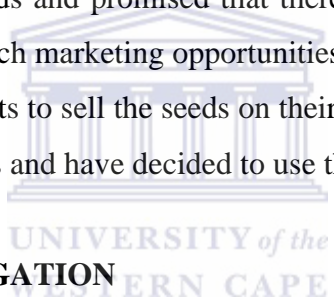 ds and promised that there
ch marketing opportunities
ts to sell the seeds on their
s and have decided to use th
UNIVERSITY of the
GATION
WESTERN CAPE